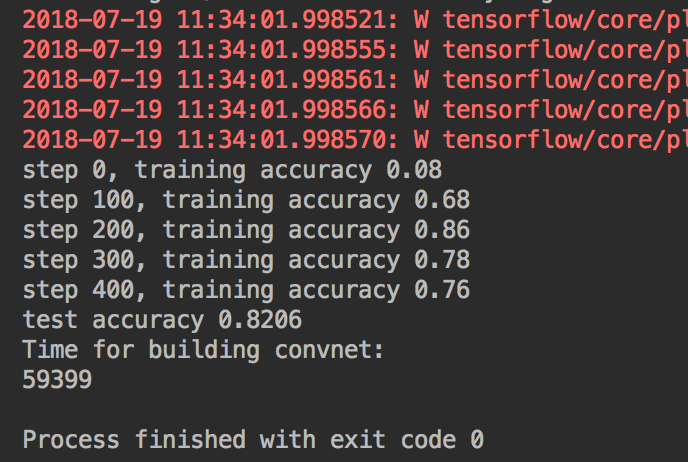 2018-07-19 11:34:01.998521: W tensorflow/core/pl
2018-07-19 11:34:01.998555: W tensorflow/core/pl
2018-07-19 11:34:01.998561: W tensorflow/core/pl
2018-07-19 11:34:01.998566: W tensorflow/core/pl
2018-07-19 11:34:01.998570: W tensorflow/core/pl
step 0, training accuracy 0.08
step 100, training accuracy 0.68
step 200, training accuracy 0.86
step 300, training accuracy 0.78
step 400, training accuracy 0.76
test accuracy 0.8206
Time for building convnet:
59399
Process finished with exit code 0